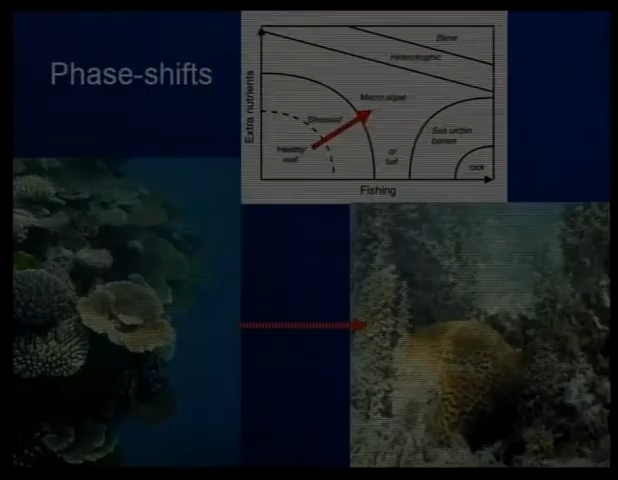 Phase-shifts
Extra nutrients
Slime
Heterotrophic
Macro algae
Stressed
Healthy
reef
Sea urchin
barren
or
turf
rock
Fishing